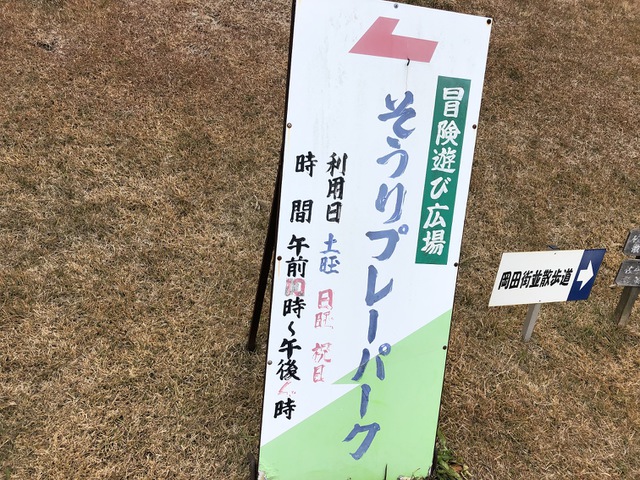 冒険遊び広場
そうりプレーパーク
利用日 土曜 日曜 祝日
時間 午前10時～午後4時
岡田街並散歩道